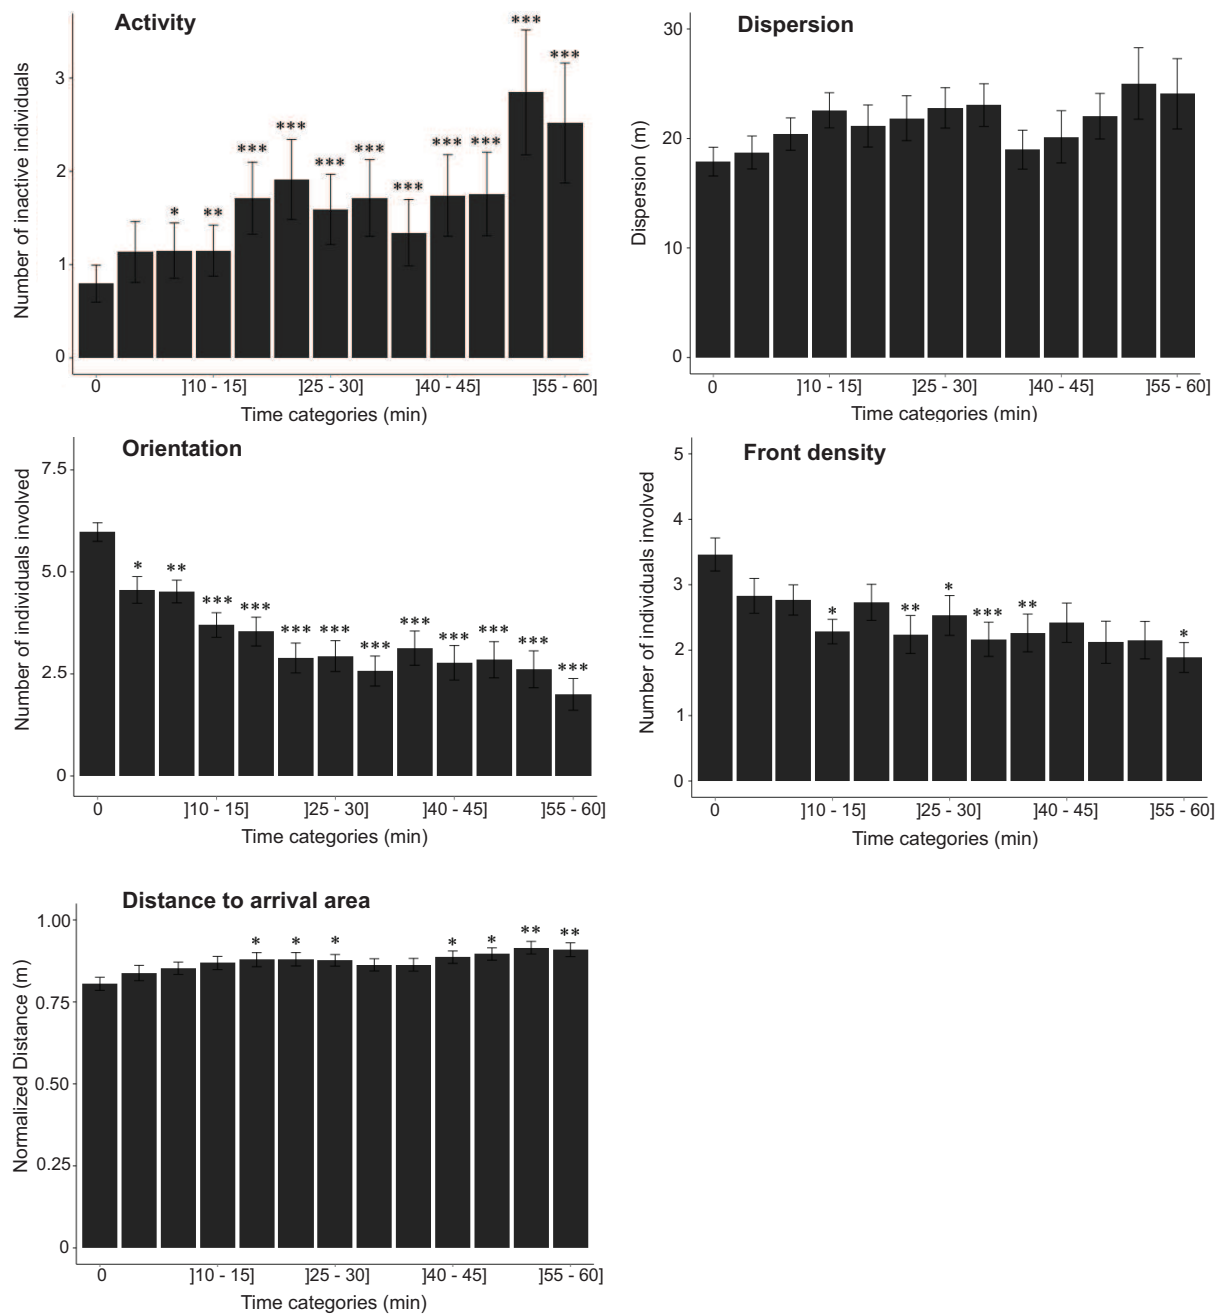 Activity
Number of inactive individuals
3
2
1
0
*** 
***
***
***
***
***
***
***
***
**
*
0 ]10 - 15] ]25 - 30] ]40 - 45] ]55 - 60]
Time categories (min)
Dispersion
Dispersion (m)
30
20
10
0
0 ]10 - 15] ]25 - 30] ]40 - 45] ]55 - 60]
Time categories (min)
Orientation
Number of individuals involved
7.5
5.0
2.5
0
* ** *** *** *** *** *** *** *** *** *** ***
0 ]10 - 15] ]25 - 30] ]40 - 45] ]55 - 60]
Time categories (min)
Front density
Number of individuals involved
5
4
3
2
1
0
* ** * *** ** *
0 ]10 - 15] ]25 - 30] ]40 - 45] ]55 - 60]
Time categories (min)
Distance to arrival area
Normalized Distance (m)
1.00
0.75
0.50
0.25
0
* * * * * ** **
0 ]10 - 15] ]25 - 30] ]40 - 45] ]55 - 60]
Time categories (min)